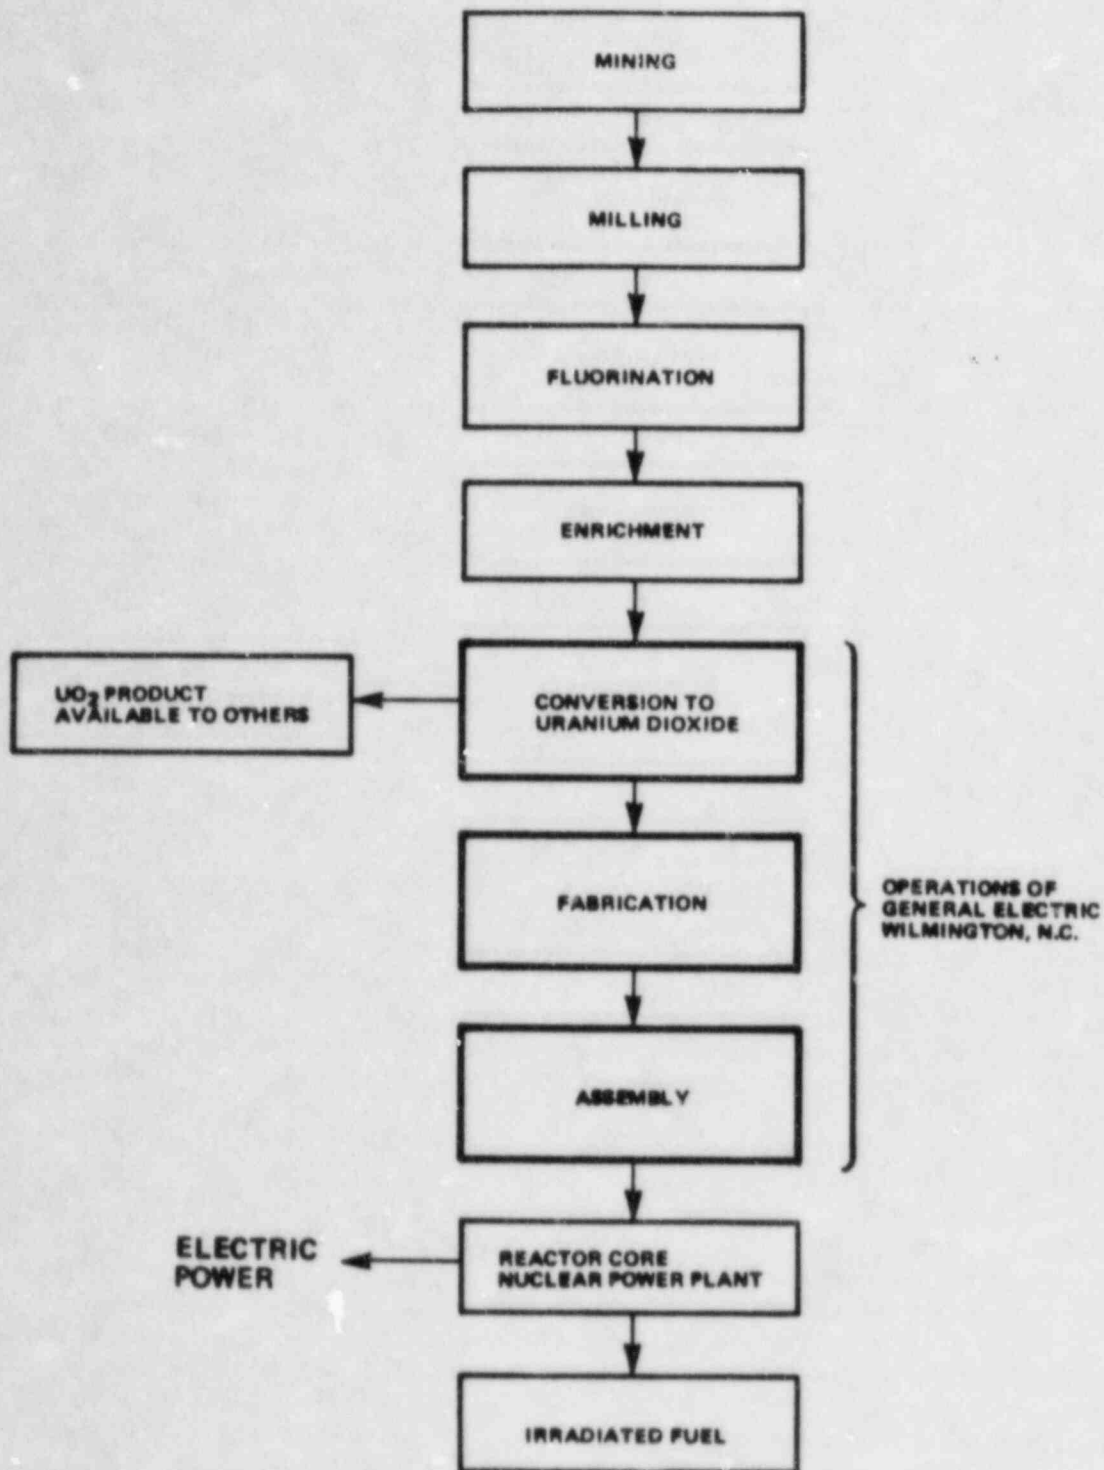 MINING
MILLING
FLUORINATION
ENRICHMENT
UO₂ PRODUCT
AVAILABLE TO OTHERS
CONVERSION TO
URANIUM DIOXIDE
FABRICATION
OPERATIONS OF
GENERAL ELECTRIC
WILMINGTON, N.C.
ASSEMBLY
ELECTRIC
POWER
REACTOR CORE
NUCLEAR POWER PLANT
IRRADIATED FUEL